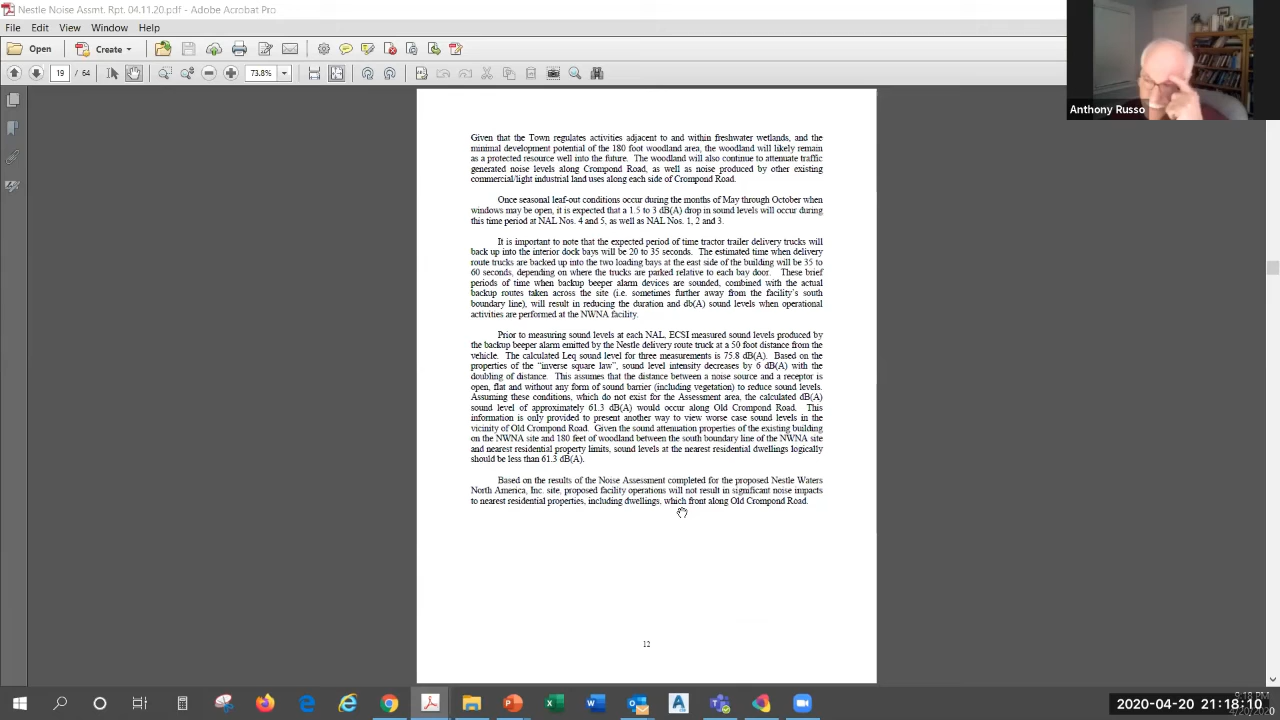 Nestle Noise Assmt. Rpt. 04.11.20.pdf - Adobe Acrobat Pro
File Edit View Window Help
Open Create
19 / 64 73.8%
Anthony Russo
Given that the Town regulates activities adjacent to and within freshwater wetlands, and the
minimal development potential of the 180 foot woodland area, the woodland will likely remain
as a protected resource well into the future. The woodland will also continue to attenuate traffic
generated noise levels along Crompond Road, as well as noise produced by other existing
commercial/light industrial land uses along each side of Crompond Road.
Once seasonal leaf-out conditions occur during the months of May through October when
windows may be open, it is expected that a 1.5 to 3 dB(A) drop in sound levels will occur during
this time period at NAL Nos. 4 and 5, as well as NAL Nos. 1, 2 and 3.
It is important to note that the expected period of time tractor trailer delivery trucks will
back up into the interior dock bays will be 20 to 35 seconds. The estimated time when delivery
route trucks are backed up into the two loading bays at the east side of the building will be 35 to
60 seconds, depending on where the trucks are parked relative to each bay door. These brief
periods of time when backup beeper alarm devices are sounded, combined with the actual
backup routes taken across the site (i.e. sometimes further away from the facility's south
boundary line), will result in reducing the duration and db(A) sound levels when operational
activities are performed at the NWNA facility.
Prior to measuring sound levels at each NAL, ECSI measured sound levels produced by
the backup beeper alarm emitted by the Nestle delivery route truck at a 50 foot distance from the
vehicle. The calculated Leq sound level for three measurements is 75.8 dB(A). Based on the
properties of the "inverse square law", sound level intensity decreases by 6 dB(A) with the
doubling of distance. This assumes that the distance between a noise source and a receptor is
open, flat and without any form of sound barrier (including vegetation) to reduce sound levels.
Assuming these conditions, which do not exist for the Assessment area, the calculated dB(A)
sound level of approximately 61.3 dB(A) would occur along Old Crompond Road. This
information is only provided to present another way to view worse case sound levels in the
vicinity of Old Crompond Road. Given the sound attenuation properties of the existing building
on the NWNA site and 180 feet of woodland between the south boundary line of the NWNA site
and nearest residential property limits, sound levels at the nearest residential dwellings logically
should be less than 61.3 dB(A).
Based on the results of the Noise Assessment completed for the proposed Nestle Waters
North America, Inc. site, proposed facility operations will not result in significant noise impacts
to nearest residential properties, including dwellings, which front along Old Crompond Road.
12
2020-04-20 21:18:10